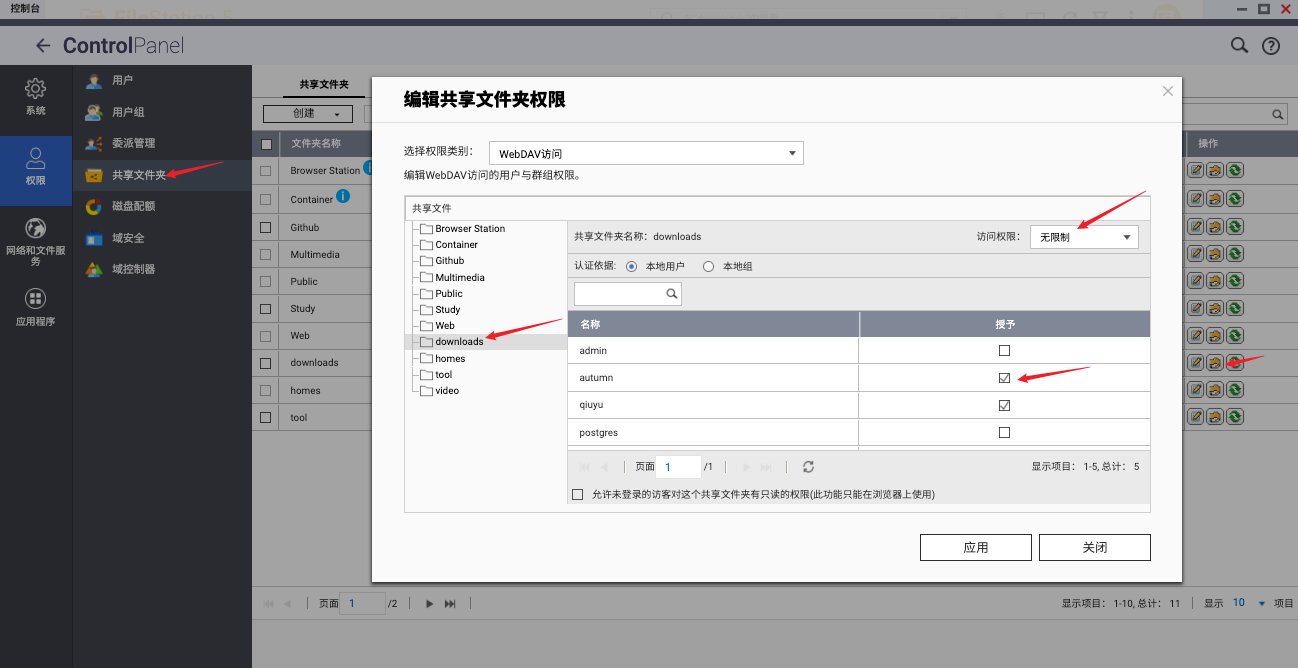 控制台
ControlPanel
系统
权限
网络和文件服务
应用程序
用户
用户组
委派管理
共享文件夹
磁盘配额
域安全
域控制器
共享文件夹
创建
文件夹名称
操作
Browser Station
Container
Github
Multimedia
Public
Study
Web
downloads
homes
tool
页面 1 /2
显示项目: 1-10, 总计: 11
显示 10 项目
编辑共享文件夹权限
选择权限类别: WebDAV访问
编辑WebDAV访问的用户与群组权限。
共享文件
Browser Station
Container
Github
Multimedia
Public
Study
Web
downloads
homes
tool
video
共享文件夹名称: downloads
访问权限: 无限制
认证依据: 本地用户 本地组
名称 授予
admin
autumn
qiuyu
postgres
页面 1 /1
显示项目: 1-5, 总计: 5
允许未登录的访客对这个共享文件夹有只读的权限(此功能只能在浏览器上使用)
应用
关闭